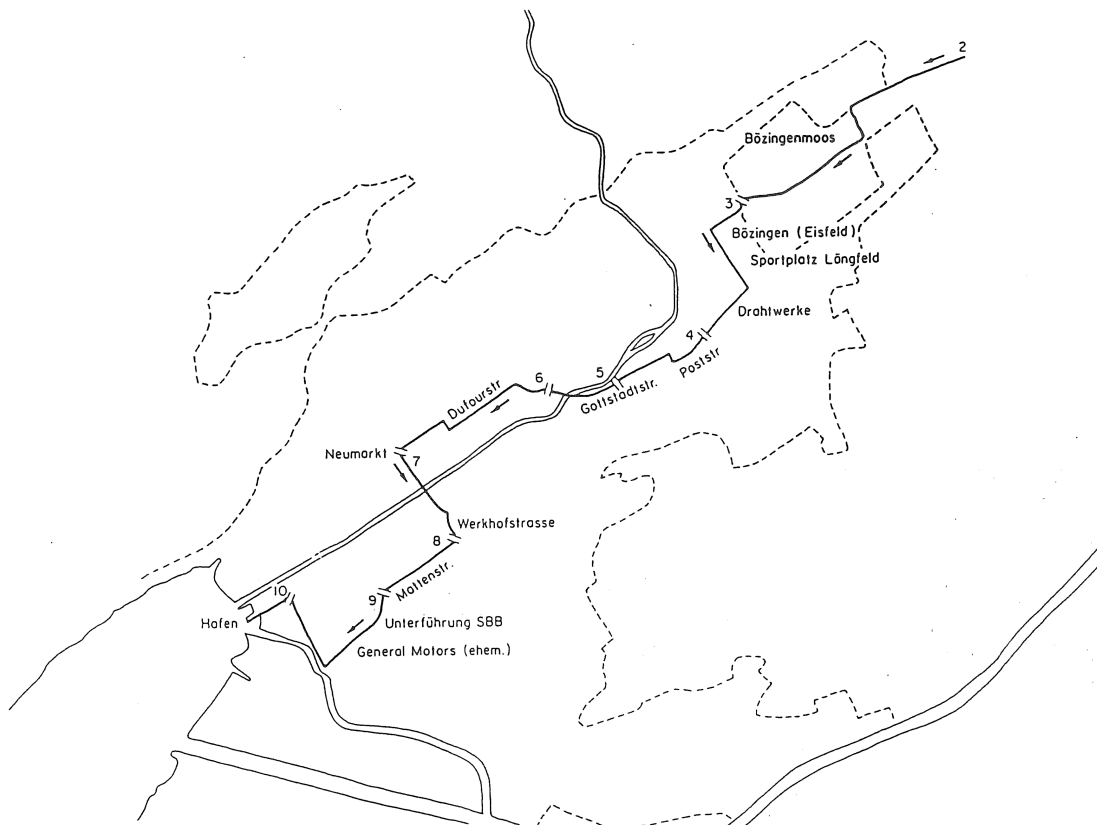 2
Bözingenmoos
3
Bözingen (Eisfeld)
Sportplatz Längfeld
Drahtwerke
4
Poststr
5
Gottstadtstr.
6
Dufourstr
Neumarkt
7
Werkhofstrasse
8
Mattenstr.
9
10
Hafen
Unterführung SBB
General Motors (ehem.)